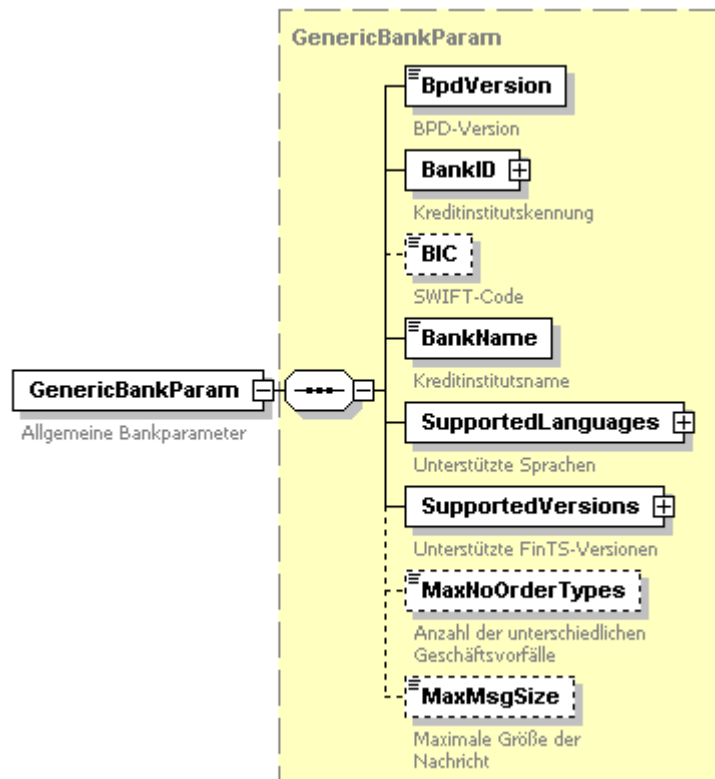 GenericBankParam
BpdVersion
BPD-Version
BankID
Kreditinstitutskennung
BIC
SWIFT-Code
BankName
Kreditinstitutsname
GenericBankParam
Allgemeine Bankparameter
SupportedLanguages
Unterstützte Sprachen
SupportedVersions
Unterstützte FinTS-Versionen
MaxNoOrderTypes
Anzahl der unterschiedlichen
Geschäftsvorfälle
MaxMsgSize
Maximale Größe der
Nachricht